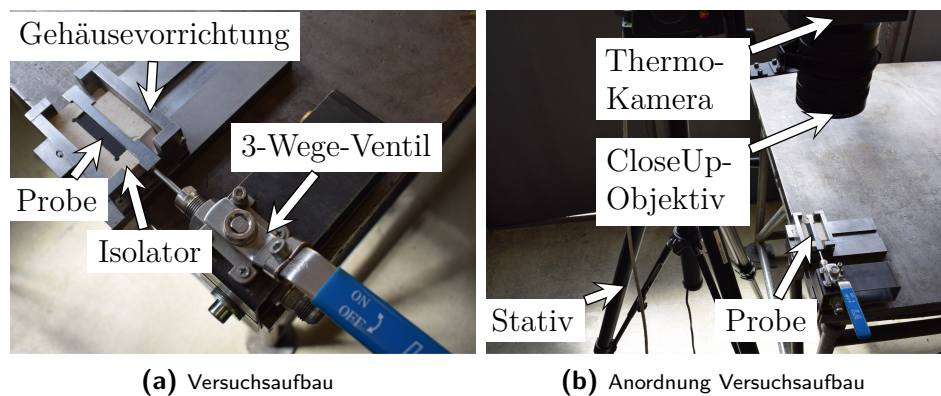 Gehäusevorrichtung
3-Wege-Ventil
Probe
Isolator
ON
OFF
(a) Versuchsaufbau
Thermo-
Kamera
CloseUp-
Objektiv
Stativ
Probe
(b) Anordnung Versuchsaufbau